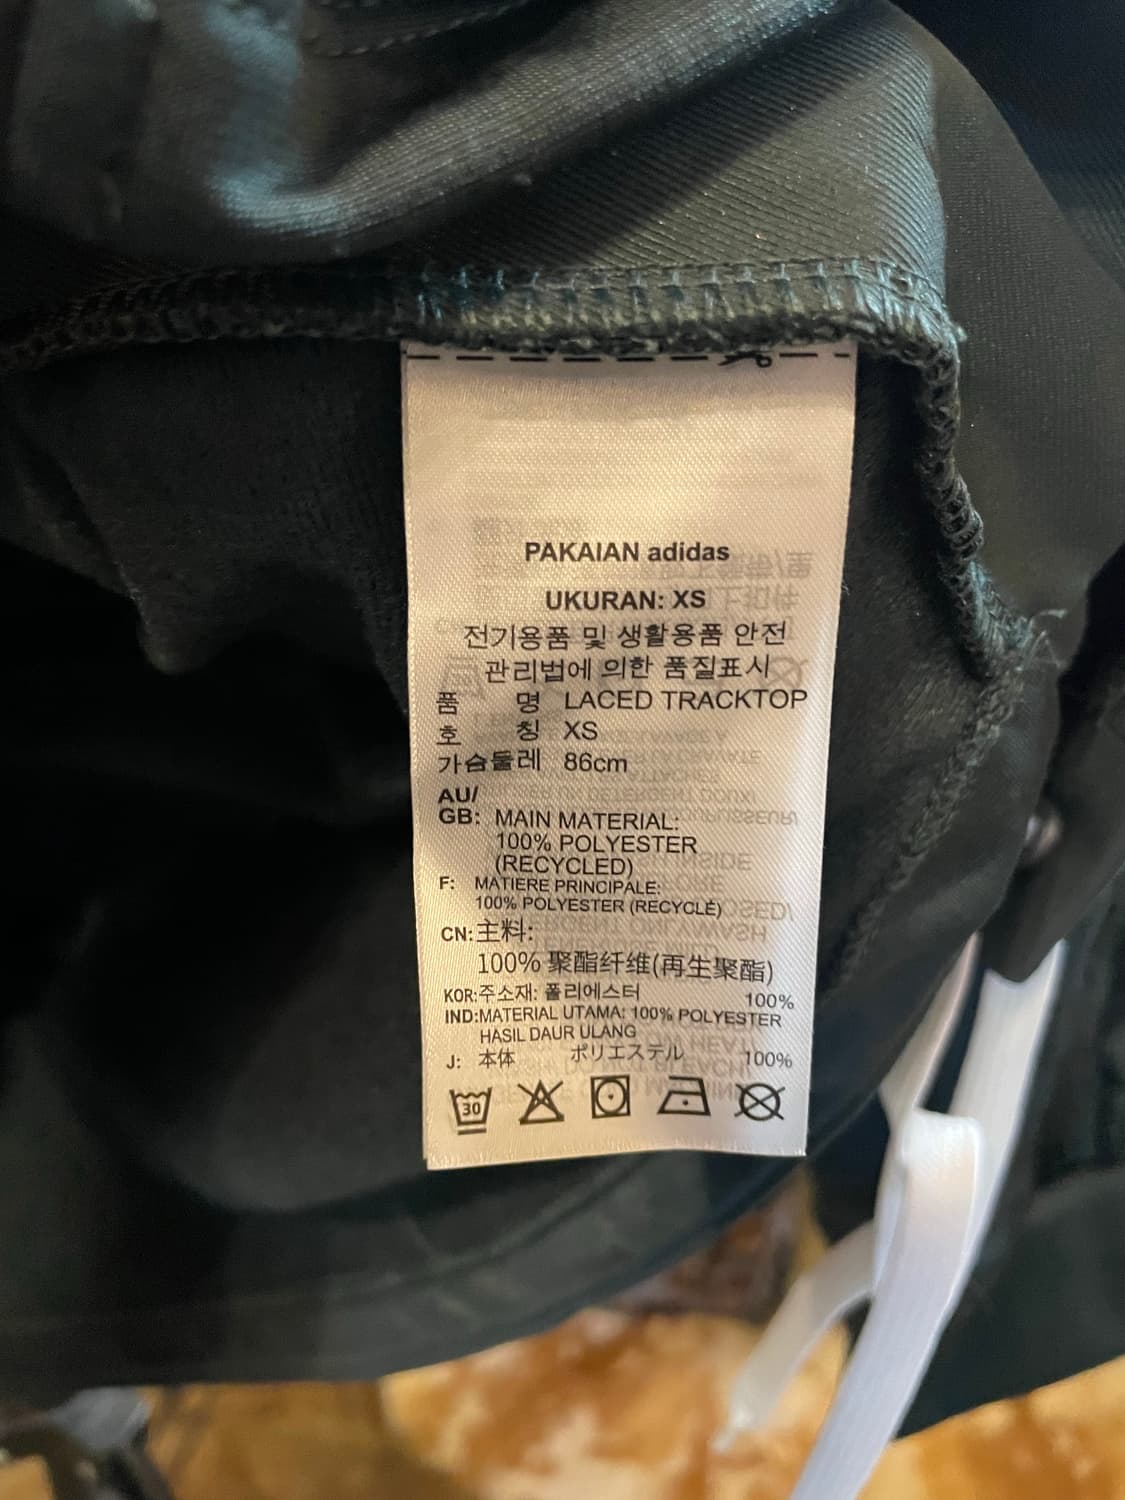 PAKAIAN adidas
UKURAN: XS
전기용품 및 생활용품 안전
관리법에 의한 품질표시
품 명 LACED TRACKTOP
호 칭 XS
가슴둘레 86cm
AU/
GB: MAIN MATERIAL:
100% POLYESTER
(RECYCLED)
F: MATIERE PRINCIPALE:
100% POLYESTER (RECYCLÉ)
CN: 主料:
100% 聚酯纤维(再生聚酯)
KOR:주소재: 폴리에스터 100%
IND:MATERIAL UTAMA: 100% POLYESTER
HASIL DAUR ULANG
J: 本体 ポリエステル 100%
30